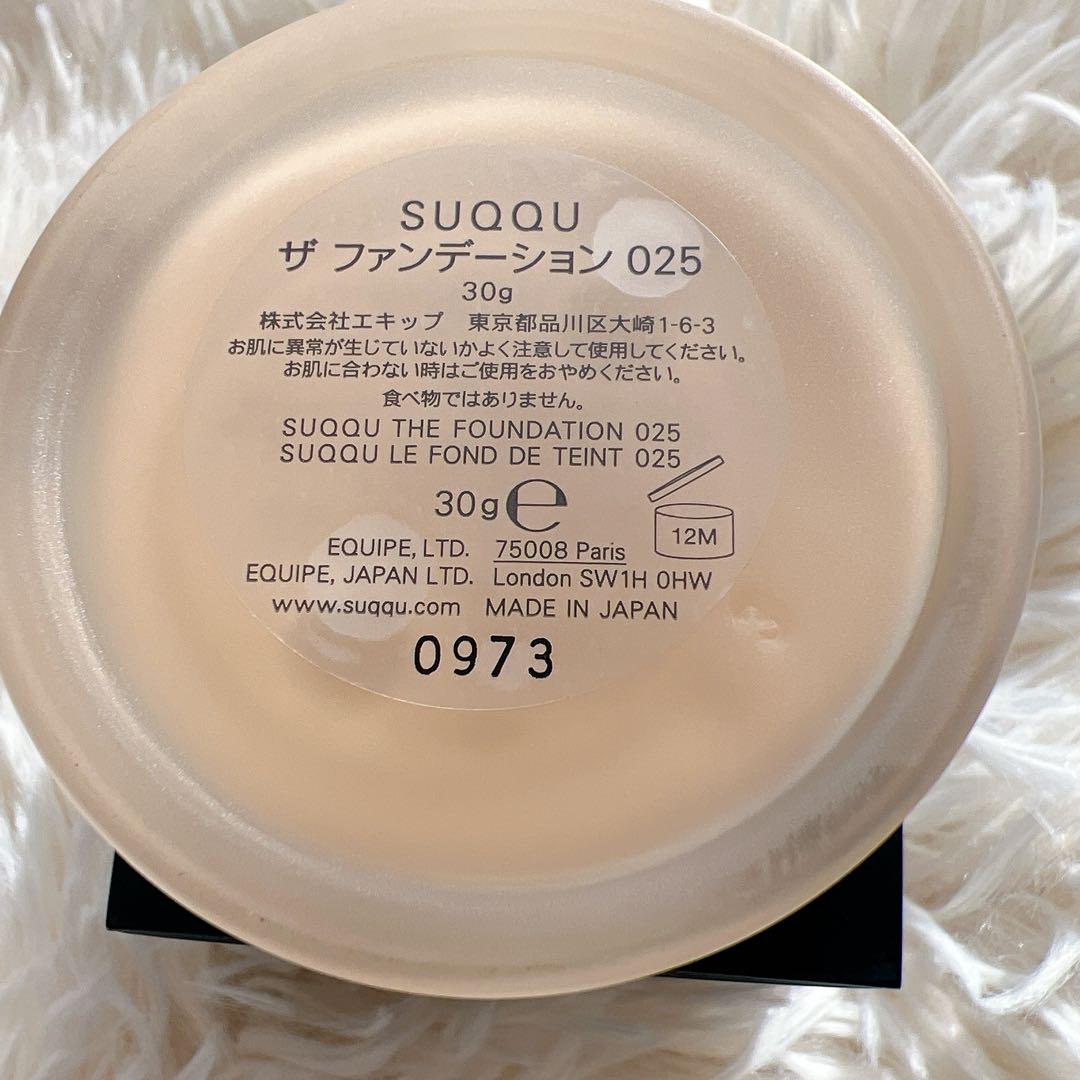 SUQQU
ザ ファンデーション 025
30g
株式会社エキップ 東京都品川区大崎1-6-3
お肌に異常が生じていないかよく注意して使用してください。
お肌に合わない時はご使用をおやめください。
食べ物ではありません。
SUQQU THE FOUNDATION 025
SUQQU LE FOND DE TEINT 025
30g ℮
12M
EQUIPE, LTD. 75008 Paris
EQUIPE, JAPAN LTD. London SW1H 0HW
www.suqqu.com MADE IN JAPAN
0973